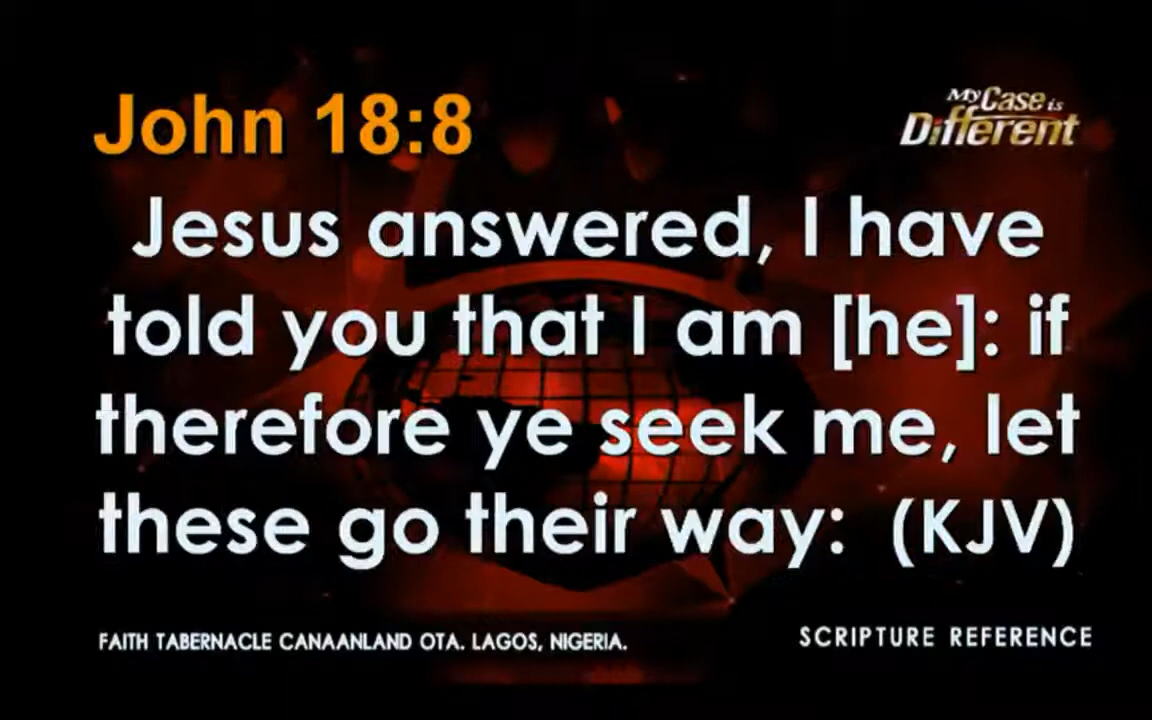 John 18:8
My Case is
Different
Jesus answered, I have
told you that I am [he]: if
therefore ye seek me, let
these go their way: (KJV)
FAITH TABERNACLE CANAANLAND OTA. LAGOS, NIGERIA.
SCRIPTURE REFERENCE